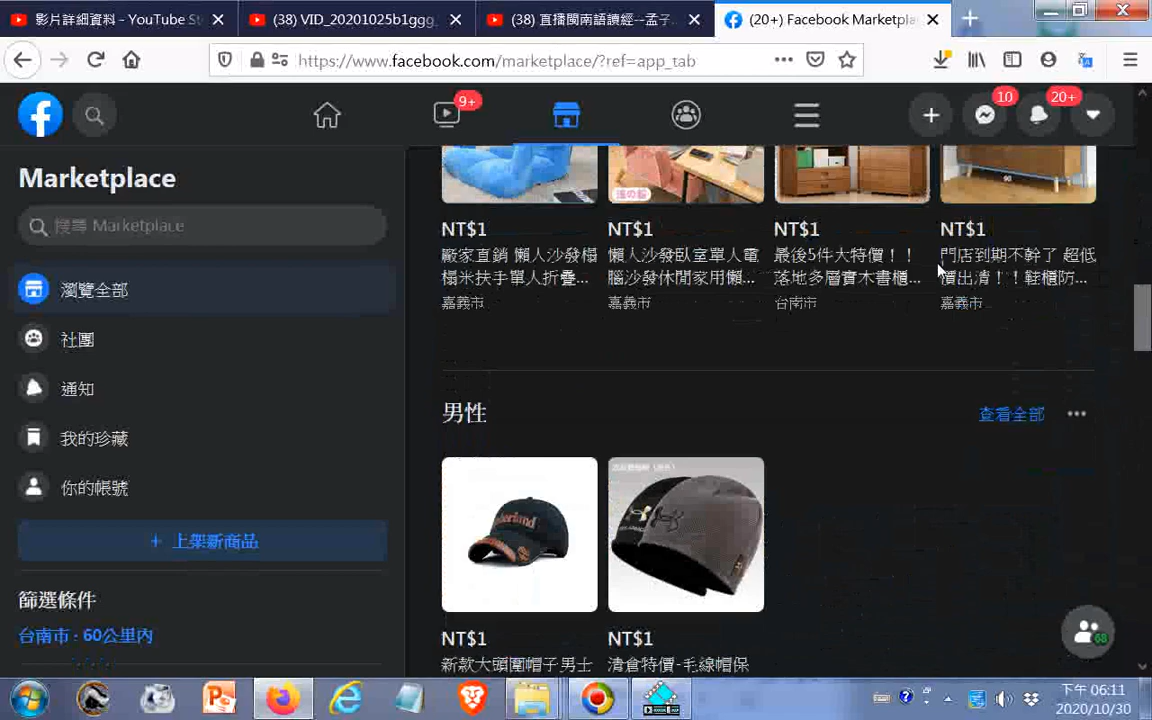 影片詳細資料 - YouTube St
(38) VID_20201025b1ggg
(38) 直播閩南語讀經--孟子
(20+) Facebook Marketpla
https://www.facebook.com/marketplace/?ref=app_tab
9+
10
20+
Marketplace
搜尋 Marketplace
瀏覽全部
社團
通知
我的珍藏
你的帳號
+ 上架新商品
篩選條件
台南市 · 60公里內
NT$1
廠家直銷 懶人沙發榻
榻米扶手單人折疊...
嘉義市
NT$1
懶人沙發臥室單人電
腦沙發休閒家用懶...
嘉義市
NT$1
最後5件大特價！！
落地多層實木書櫃...
台南市
90
NT$1
門店到期不幹了 超低
價出清！！鞋櫃防...
嘉義市
男性
查看全部
NT$1
新款大頭圍帽子男士
NT$1
清倉特價-毛線帽保
68
下午 06:11
2020/10/30